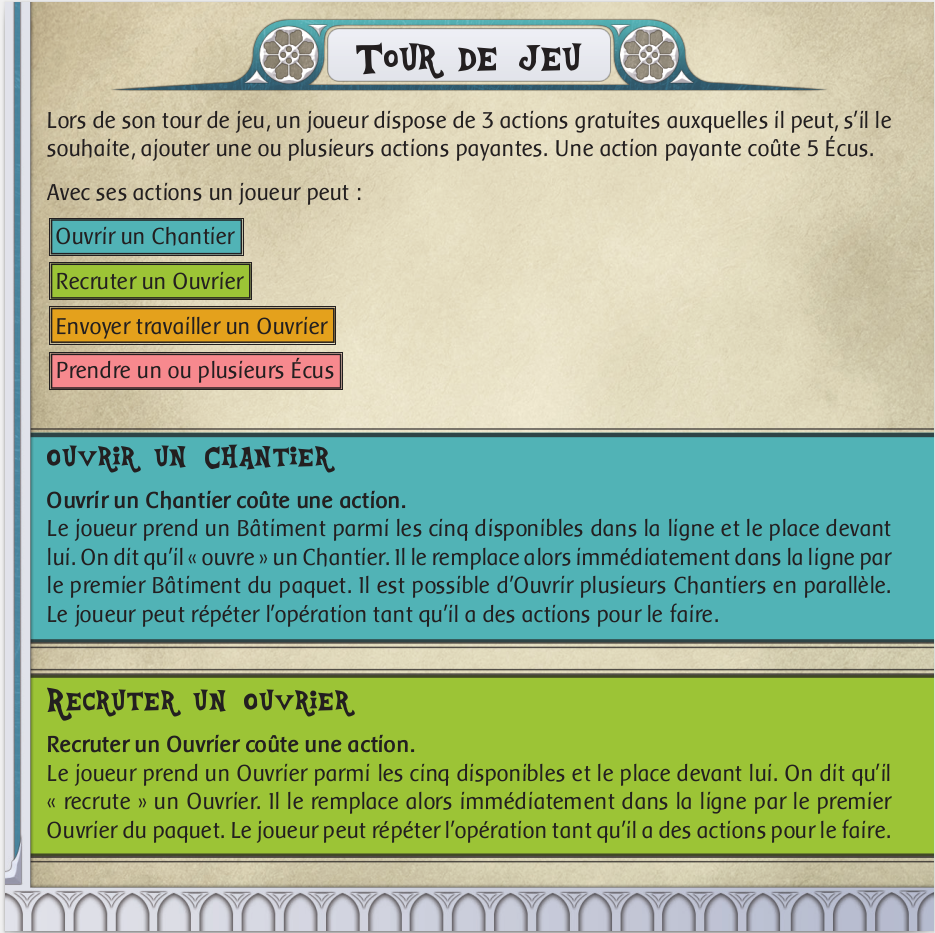 Tour de jeu
Lors de son tour de jeu, un joueur dispose de 3 actions gratuites auxquelles il peut, s’il le
souhaite, ajouter une ou plusieurs actions payantes. Une action payante coûte 5 Écus.
Avec ses actions un joueur peut :
Ouvrir un Chantier
Recruter un Ouvrier
Envoyer travailler un Ouvrier
Prendre un ou plusieurs Écus
ouvrir un chantier
Ouvrir un Chantier coûte une action.
Le joueur prend un Bâtiment parmi les cinq disponibles dans la ligne et le place devant
lui. On dit qu’il « ouvre » un Chantier. Il le remplace alors immédiatement dans la ligne par
le premier Bâtiment du paquet. Il est possible d’Ouvrir plusieurs Chantiers en parallèle.
Le joueur peut répéter l’opération tant qu’il a des actions pour le faire.
Recruter un ouvrier
Recruter un Ouvrier coûte une action.
Le joueur prend un Ouvrier parmi les cinq disponibles et le place devant lui. On dit qu’il
« recrute » un Ouvrier. Il le remplace alors immédiatement dans la ligne par le premier
Ouvrier du paquet. Le joueur peut répéter l’opération tant qu’il a des actions pour le faire.